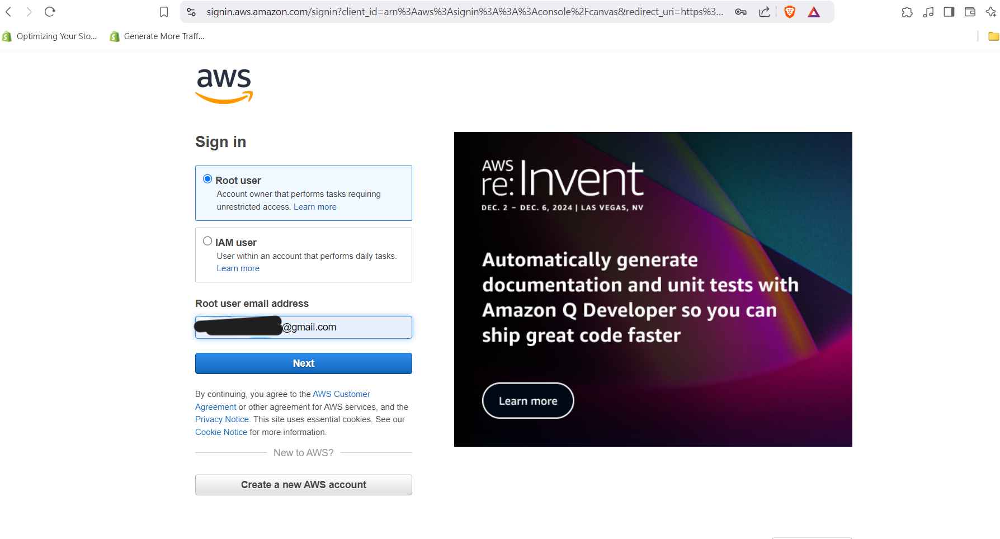 signin.aws.amazon.com/signin?client_id=arn%3Aaws%3Asignin%3A%3A%3Aconsole%2Fcanvas&redirect_uri=https%3...
Optimizing Your Sto...
Generate More Traff...
aws
Sign in
Root user
Account owner that performs tasks requiring
unrestricted access. Learn more
IAM user
User within an account that performs daily tasks.
Learn more
Root user email address
@gmail.com
Next
By continuing, you agree to the AWS Customer
Agreement or other agreement for AWS services, and the
Privacy Notice. This site uses essential cookies. See our
Cookie Notice for more information.
New to AWS?
Create a new AWS account
AWS
re:Invent
DEC. 2 – DEC. 6, 2024 | LAS VEGAS, NV
Automatically generate
documentation and unit tests with
Amazon Q Developer so you can
ship great code faster
Learn more